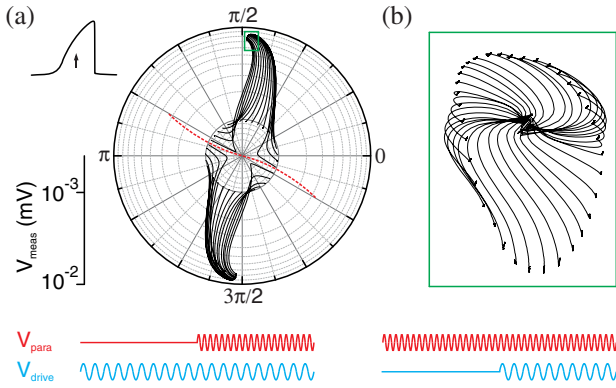 (a)
π/2
(b)
π
0
V_meas (mV)
10⁻³
10⁻²
3π/2
V_para
V_drive